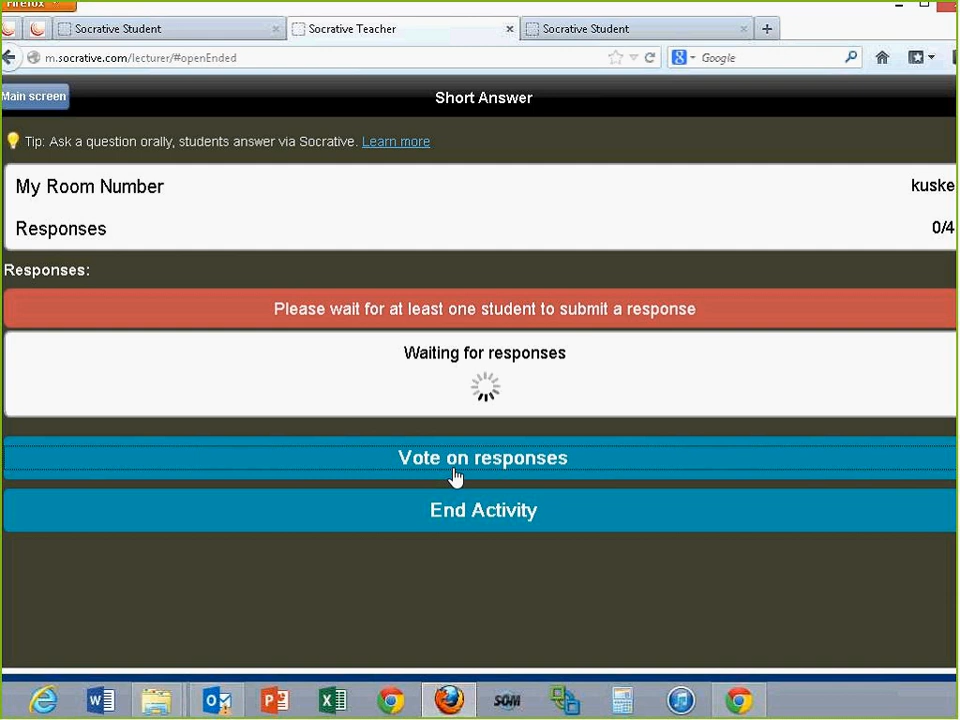 Firefox
Socrative Student
Socrative Teacher
Socrative Student
m.socrative.com/lecturer/#openEnded
Google
Main screen
Short Answer
Tip: Ask a question orally, students answer via Socrative. Learn more
My Room Number kuske
Responses 0/4
Responses:
Please wait for at least one student to submit a response
Waiting for responses
Vote on responses
End Activity
SOM